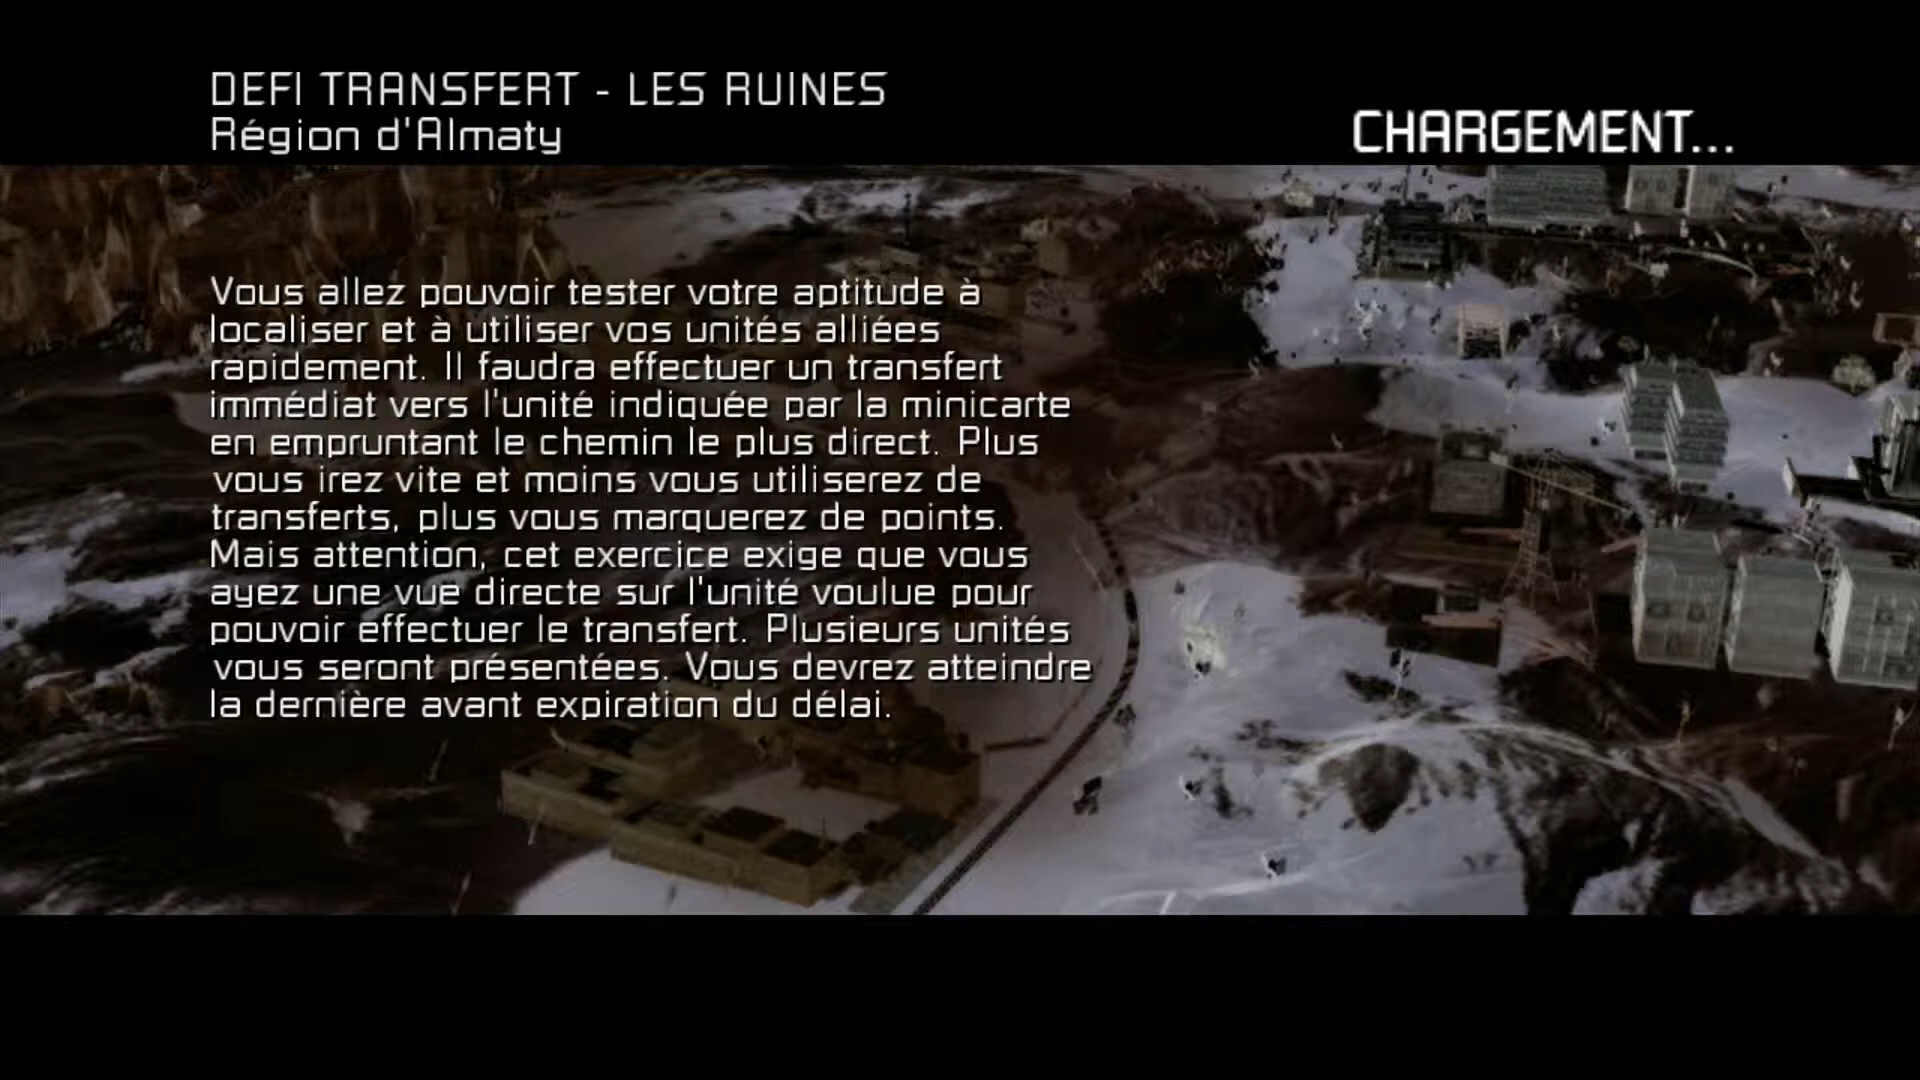 DEFI TRANSFERT - LES RUINES
Région d'Almaty
CHARGEMENT...
Vous allez pouvoir tester votre aptitude à
localiser et à utiliser vos unités alliées
rapidement. Il faudra effectuer un transfert
immédiat vers l'unité indiquée par la minicarte
en empruntant le chemin le plus direct. Plus
vous irez vite et moins vous utiliserez de
transferts, plus vous marquerez de points.
Mais attention, cet exercice exige que vous
ayez une vue directe sur l'unité voulue pour
pouvoir effectuer le transfert. Plusieurs unités
vous seront présentées. Vous devrez atteindre
la dernière avant expiration du délai.